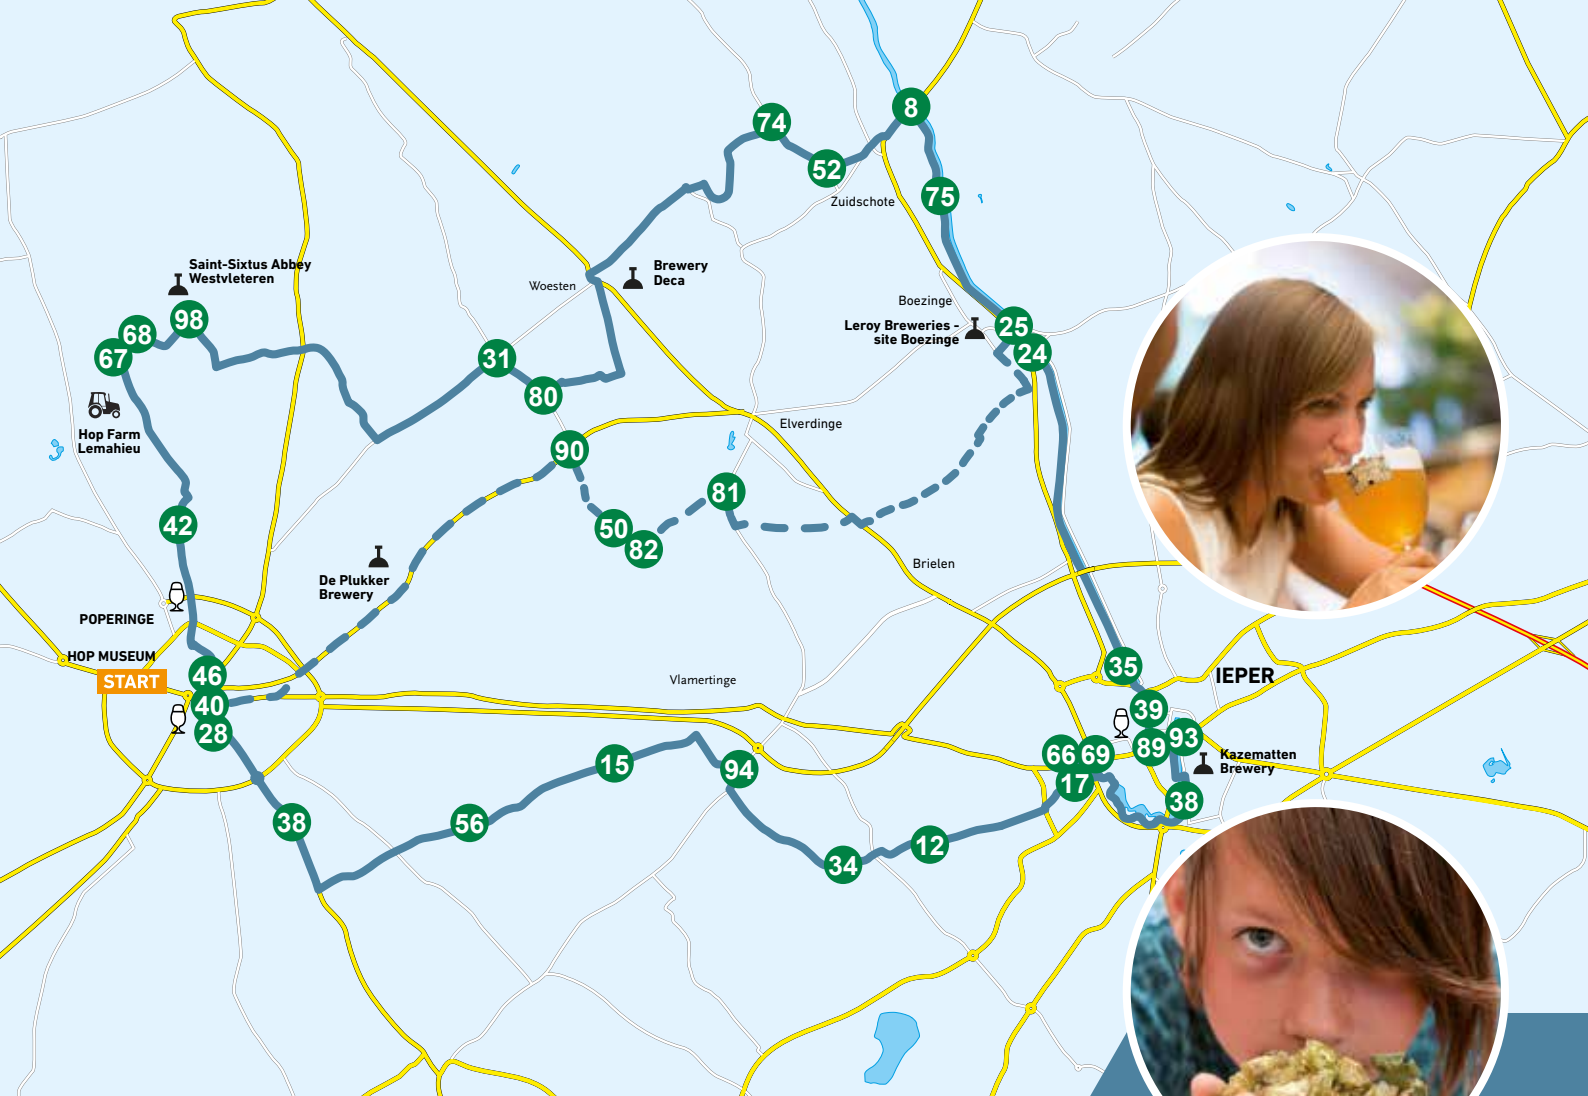 8
74
52
75
Zuidschote
Saint-Sixtus Abbey
Westvleteren
Brewery
Deca
Woesten
Boezinge
Leroy Breweries -
site Boezinge
25
24
98
68
67
31
80
Hop Farm
Lemahieu
Elverdinge
90
81
42
50
82
De Plukker
Brewery
Brielen
POPERINGE
HOP MUSEUM
START
46
40
28
Vlamertinge
35
IEPER
39
93
89
66
69
17
Kazematten
Brewery
38
15
94
38
56
34
12